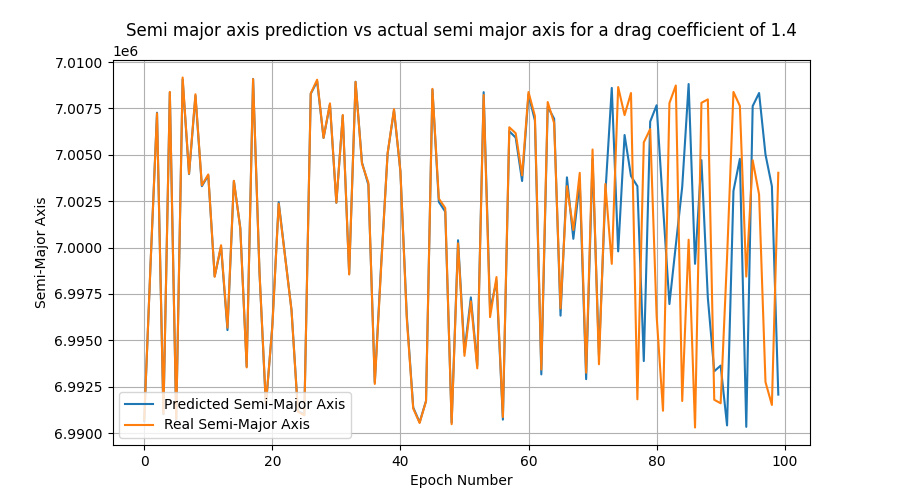 Semi major axis prediction vs actual semi major axis for a drag coefficient of 1.4
1e6
7.0100
7.0075
7.0050
7.0025
7.0000
6.9975
6.9950
6.9925
6.9900
Semi-Major Axis
Predicted Semi-Major Axis
Real Semi-Major Axis
0 20 40 60 80 100
Epoch Number